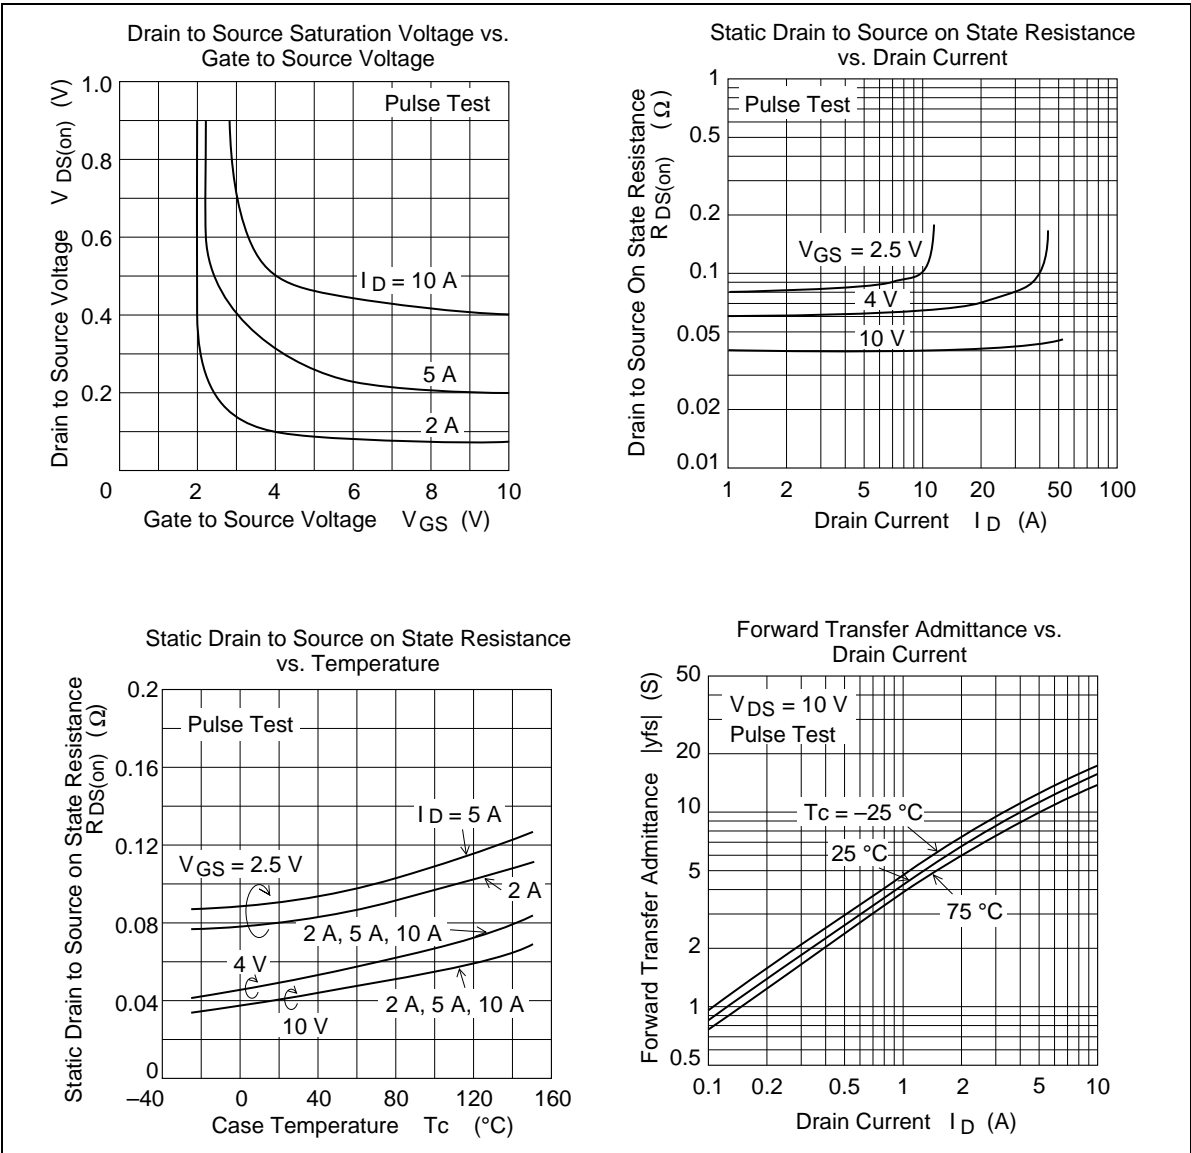 Drain to Source Saturation Voltage vs.
Gate to Source Voltage
Drain to Source Voltage V DS(on) (V)
1.0
0.8
0.6
0.4
0.2
0
Pulse Test
I D = 10 A
5 A
2 A
2 4 6 8 10
Gate to Source Voltage V GS (V)
Static Drain to Source on State Resistance
vs. Drain Current
Drain to Source On State Resistance
R DS(on) (Ω)
1
0.5
0.2
0.1
0.05
0.02
0.01
Pulse Test
VGS = 2.5 V
4 V
10 V
1 2 5 10 20 50 100
Drain Current I D (A)
Static Drain to Source on State Resistance
vs. Temperature
Static Drain to Source on State Resistance
R DS(on) (Ω)
0.2
0.16
0.12
0.08
0.04
0
Pulse Test
I D = 5 A
VGS = 2.5 V
2 A
2 A, 5 A, 10 A
4 V
2 A, 5 A, 10 A
10 V
–40 0 40 80 120 160
Case Temperature Tc (°C)
Forward Transfer Admittance vs.
Drain Current
Forward Transfer Admittance |yfs| (S)
50
20
10
5
2
1
0.5
V DS = 10 V
Pulse Test
Tc = –25 °C
25 °C
75 °C
0.1 0.2 0.5 1 2 5 10
Drain Current I D (A)